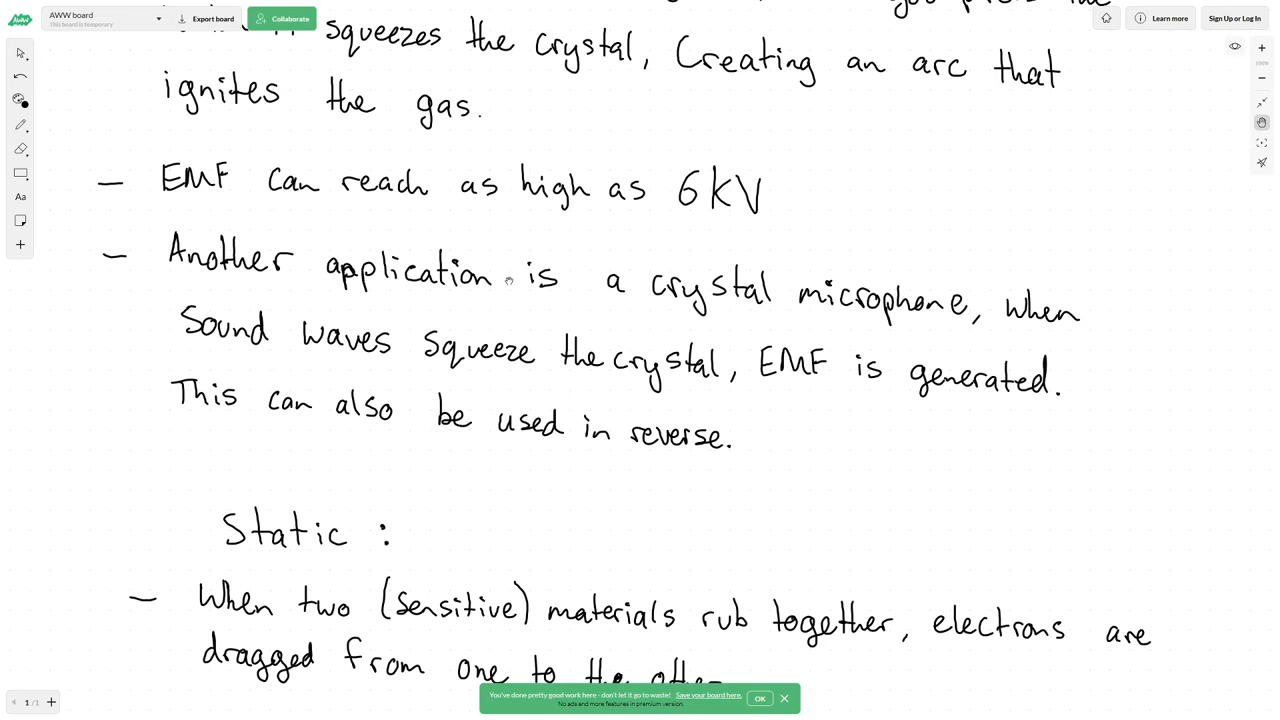 AWW board
This board is temporary
Export board
Collaborate
Learn more
Sign Up or Log In
squeezes the crystal, Creating an arc that
ignites the gas.
— EMF can reach as high as 6kV
— Another application is a crystal microphone, when
Sound waves squeeze the crystal, EMF is generated.
This can also be used in reverse.
Static :
— When two (sensitive) materials rub together, electrons are
dragged from one to the other
Aa
100%
1 / 1
You've done pretty good work here - don't let it go to waste! Save your board here.
No ads and more features in premium version.
OK